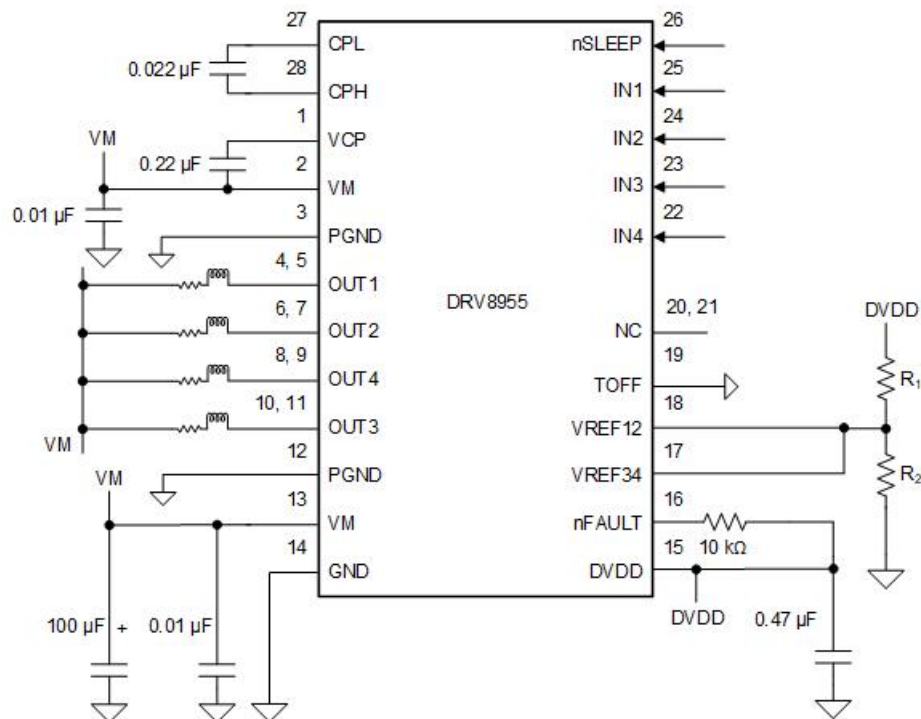 27
CPL
0.022 µF
28
CPH
1
VCP
VM
0.22 µF
2
VM
0.01 µF
3
PGND
4, 5
OUT1
6, 7
OUT2
8, 9
OUT4
10, 11
OUT3
VM
12
PGND
VM
13
VM
14
GND
100 µF +
0.01 µF
DRV8955
26
nSLEEP
25
IN1
24
IN2
23
IN3
22
IN4
20, 21
NC
19
TOFF
18
VREF12
17
VREF34
16
nFAULT
10 kΩ
15
DVDD
DVDD
0.47 µF
DVDD
R1
R2